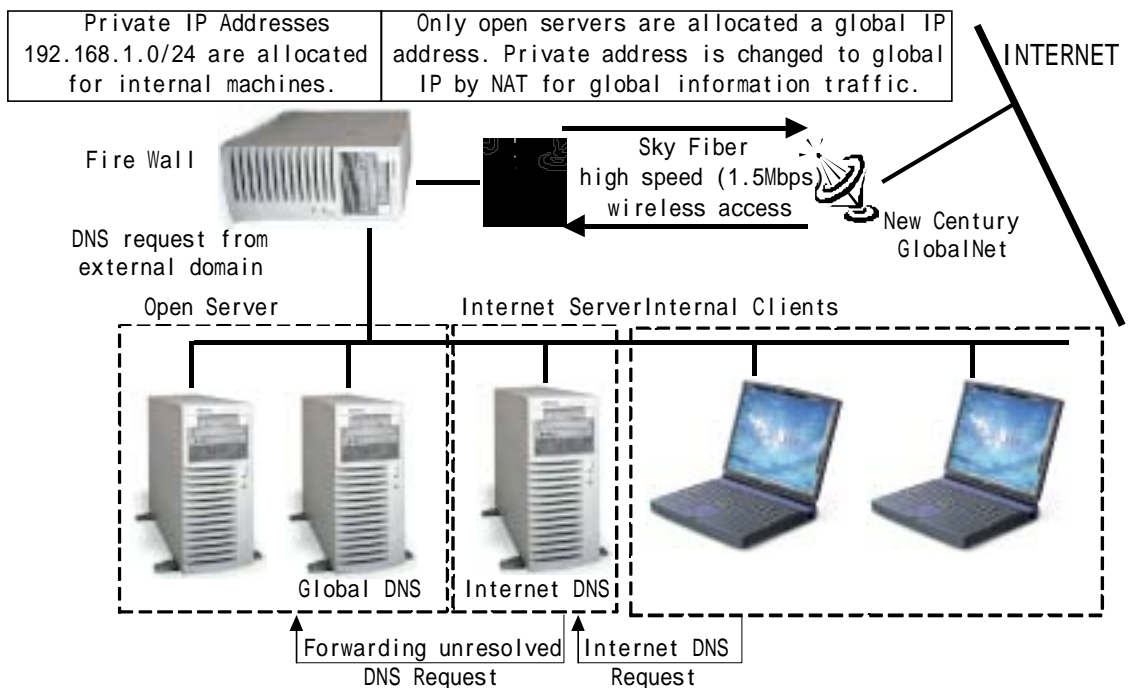 Private IP Addresses
192.168.1.0/24 are allocated
for internal machines.
Only open servers are allocated a global IP
address. Private address is changed to global
IP by NAT for global information traffic.
INTERNET
Fire Wall
Sky Fiber
high speed (1.5Mbps)
wireless access
New Century
GlobalNet
DNS request from
external domain
Open Server
Internet Server
Internal Clients
Global DNS
Internet DNS
Forwarding unresolved
DNS Request
Internet DNS
Request